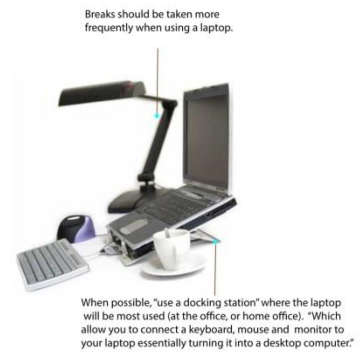 Breaks should be taken more
frequently when using a laptop.
When possible, "use a docking station" where the laptop
will be most used (at the office, or home office). "Which
allow you to connect a keyboard, mouse and monitor to
your laptop essentially turning it into a desktop computer."